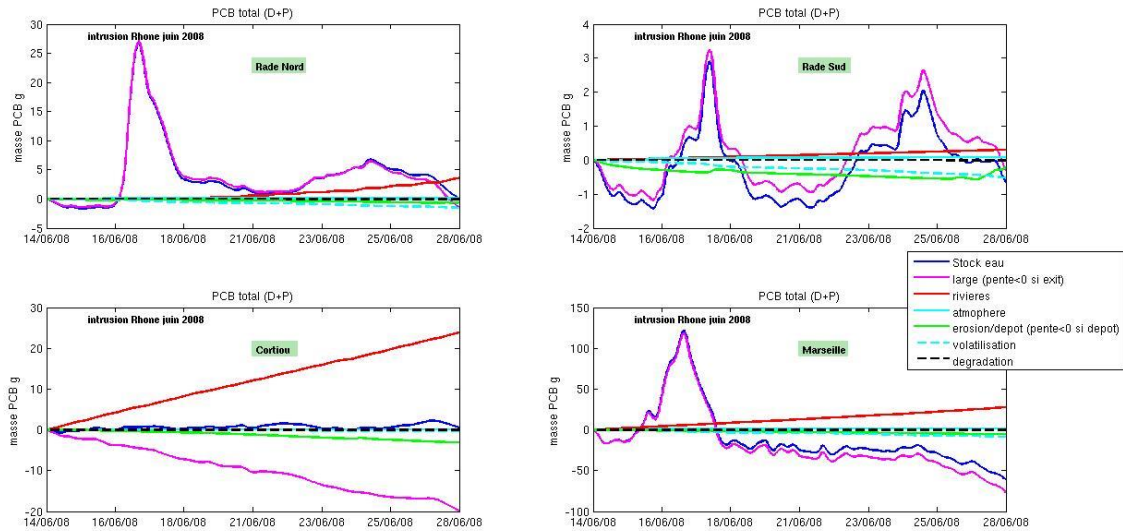 PCB total (D+P)
intrusion Rhone juin 2008
Rade Nord
masse PCB g
30
25
20
15
10
5
0
-5
14/06/08 16/06/08 18/06/08 21/06/08 23/06/08 25/06/08 28/06/08
PCB total (D+P)
intrusion Rhone juin 2008
Rade Sud
masse PCB g
4
3
2
1
0
-1
-2
14/06/08 16/06/08 18/06/08 21/06/08 23/06/08 25/06/08 28/06/08
Stock eau
large (pente<0 si exit)
rivieres
atmophere
erosion/depot (pente<0 si depot)
volatilisation
degradation
PCB total (D+P)
intrusion Rhone juin 2008
Cortiou
masse PCB g
30
20
10
0
-10
-20
14/06/08 16/06/08 18/06/08 21/06/08 23/06/08 25/06/08 28/06/08
PCB total (D+P)
intrusion Rhone juin 2008
Marseille
masse PCB g
150
100
50
0
-50
-100
14/06/08 16/06/08 18/06/08 21/06/08 23/06/08 25/06/08 28/06/08